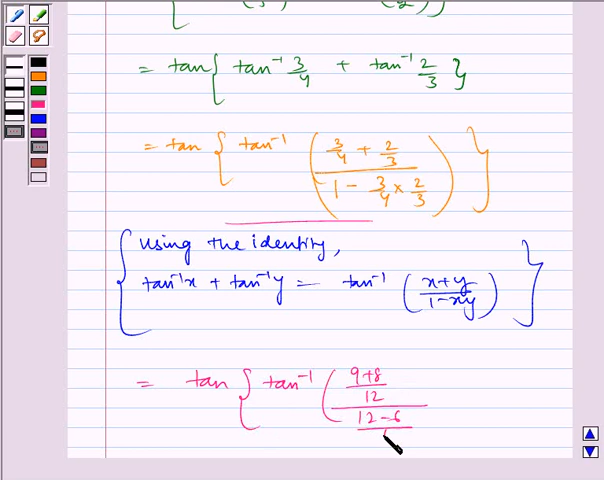 = tan{ tan⁻¹ 3/4 + tan⁻¹ 2/3 }
= tan { tan⁻¹ ( (3/4 + 2/3) / (1 - 3/4 × 2/3) ) }
{ using the identity,
tan⁻¹x + tan⁻¹y = tan⁻¹ ( (x+y) / (1-xy) ) }
= tan { tan⁻¹ ( ((9+8)/12) / ((12-6)/